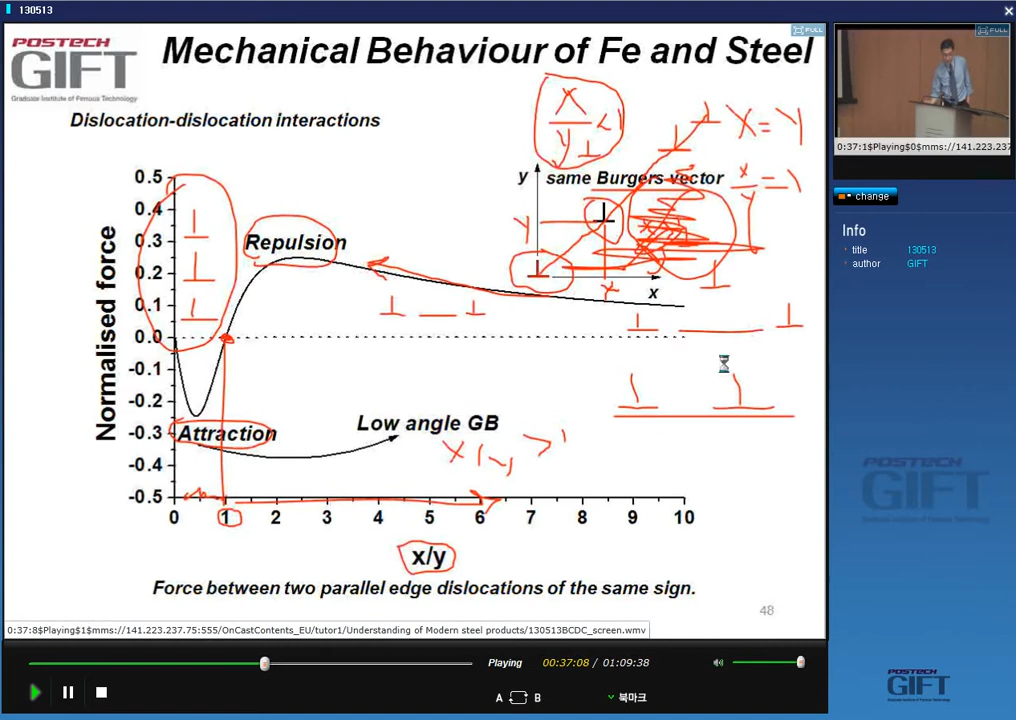 130513
POSTECH
GIFT
Graduate Institute of Ferrous Technology
Mechanical Behaviour of Fe and Steel
FULL
FULL
Dislocation-dislocation interactions
X/Y < 1
X = Y
x/y = 1
y
same Burgers vector
Y
x
x
Normalised force
0.5
0.4
0.3
0.2
0.1
0.0
-0.1
-0.2
-0.3
-0.4
-0.5
Repulsion
Attraction
Low angle GB
0 1 2 3 4 5 6 7 8 9 10
x/y
Force between two parallel edge dislocations of the same sign.
48
0:37:1$Playing$0$mms://141.223.237
change
Info
title 130513
author GIFT
POSTECH
GIFT
0:37:8$Playing$1$mms://141.223.237.75:555/OnCastContents_EU/tutor1/Understanding of Modern steel products/130513BCDC_screen.wmv
Playing 00:37:08 / 01:09:38
A B 북마크
POSTECH
GIFT